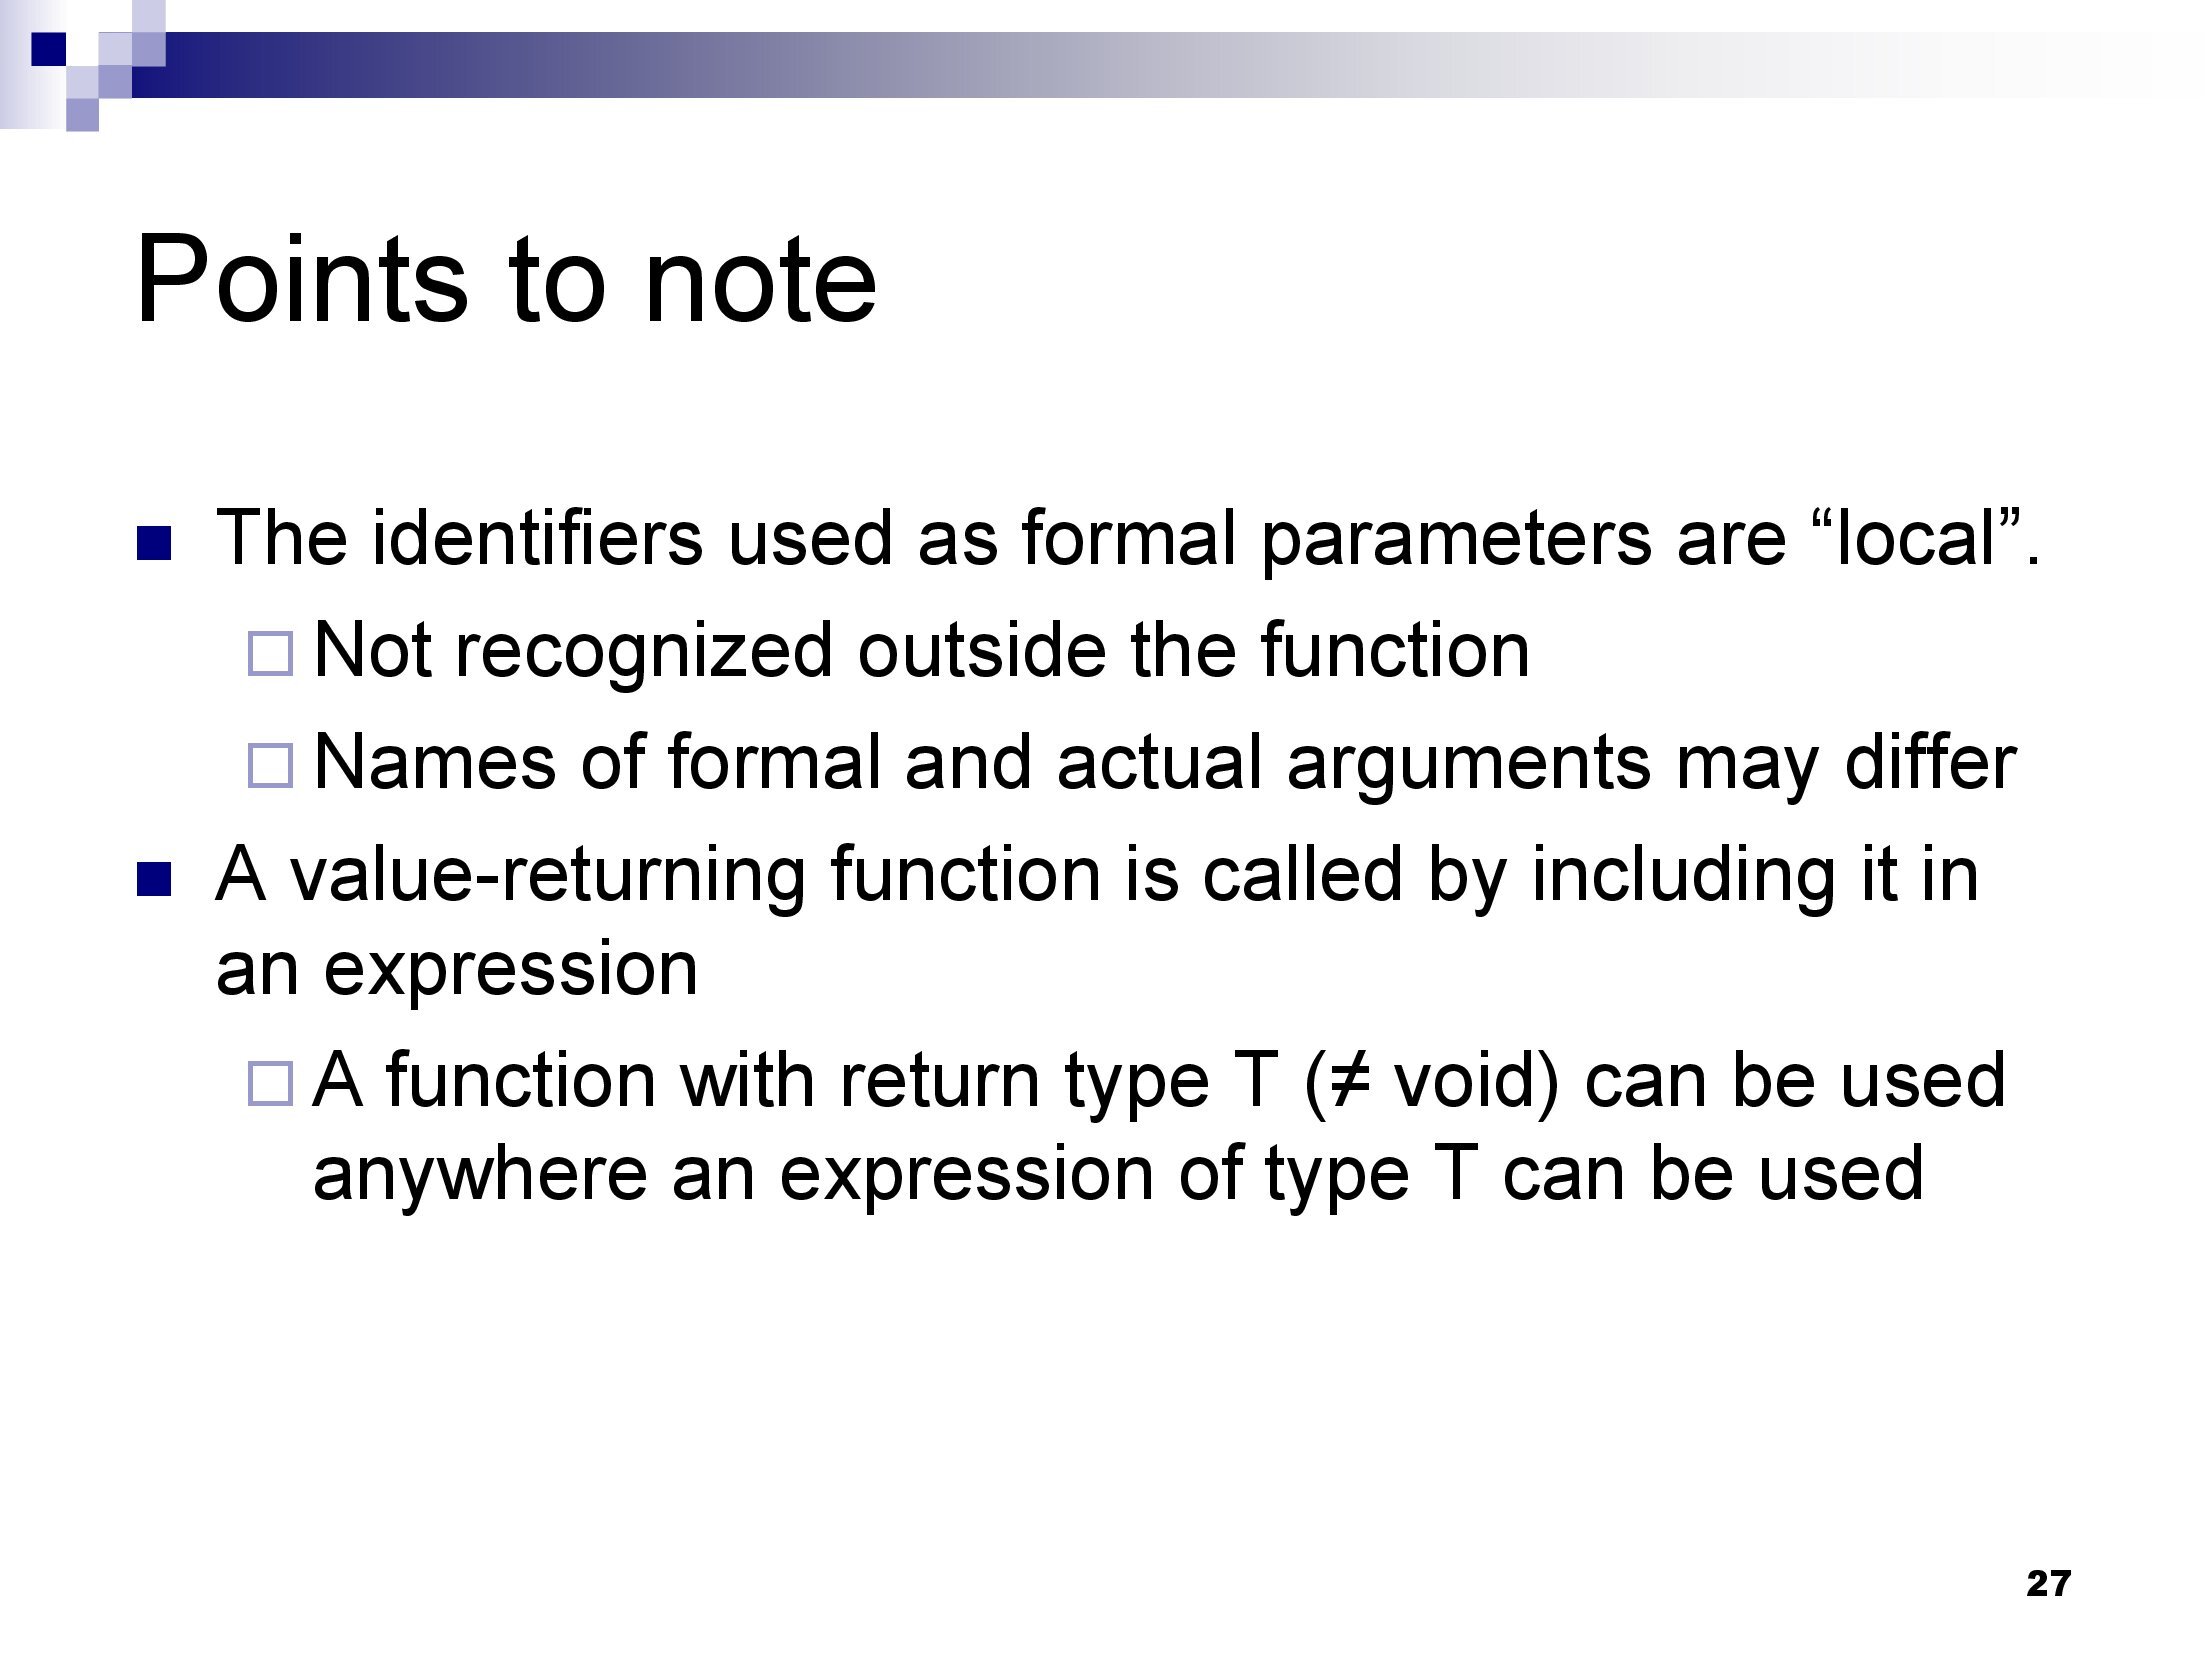 Points to note
The identifiers used as formal parameters are “local”.
Not recognized outside the function
Names of formal and actual arguments may differ
A value-returning function is called by including it in
an expression
A function with return type T (≠ void) can be used
anywhere an expression of type T can be used
27